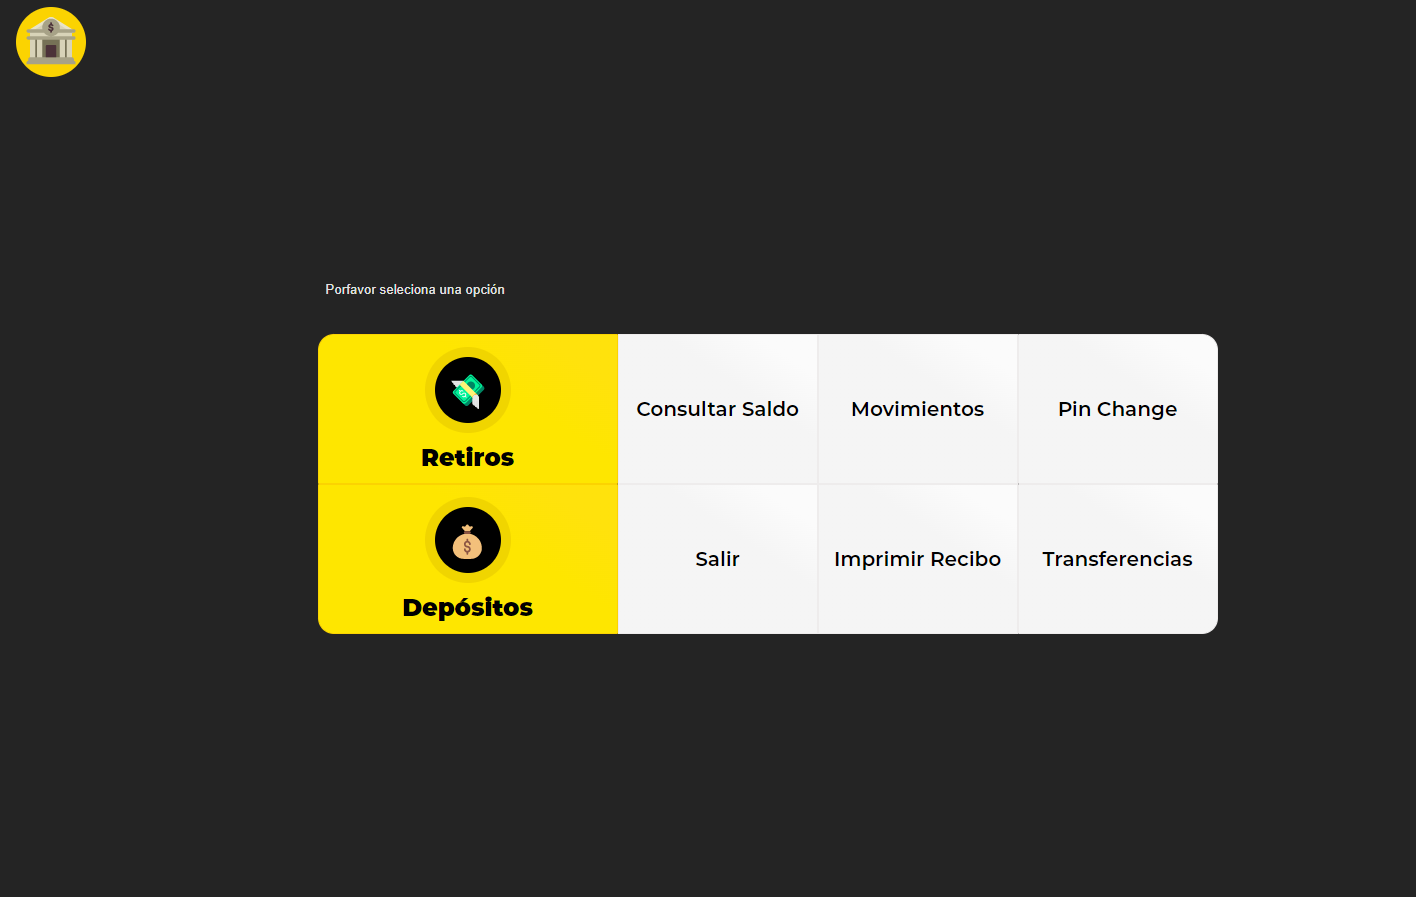 Porfavor seleciona una opción
Retiros
Consultar Saldo
Movimientos
Pin Change
Depósitos
Salir
Imprimir Recibo
Transferencias